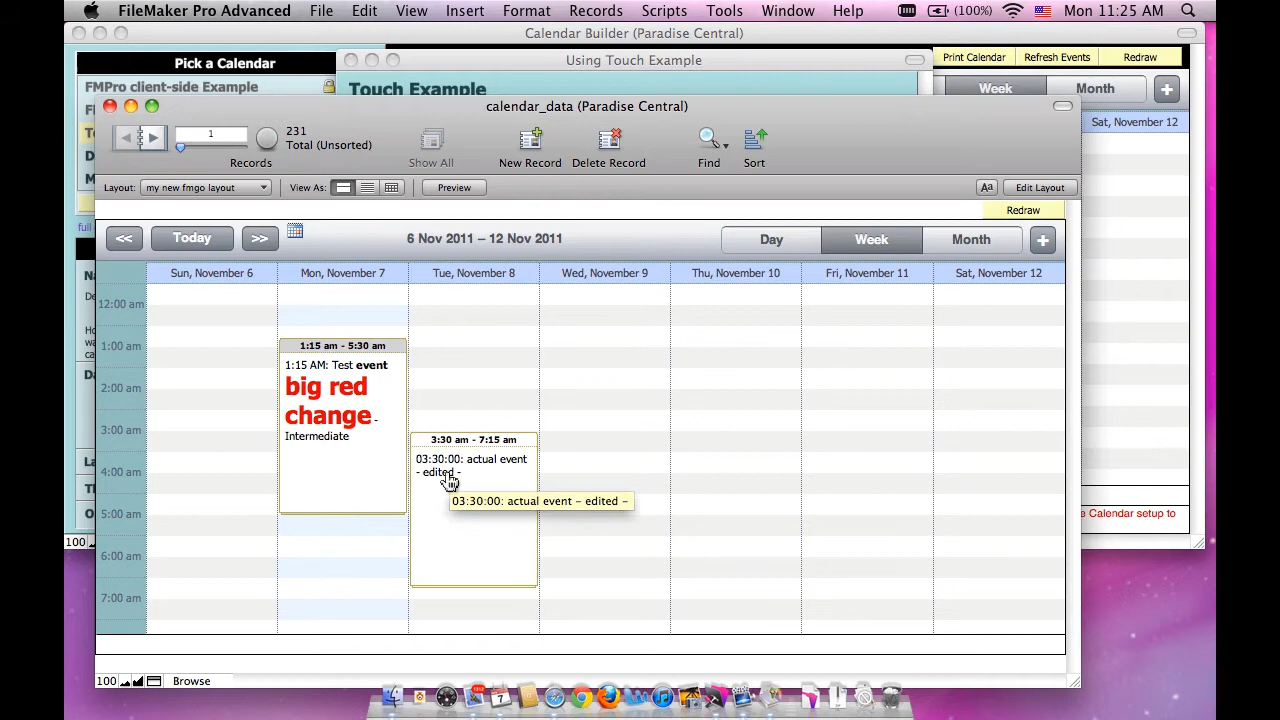 FileMaker Pro Advanced File Edit View Insert Format Records Scripts Tools Window Help (100%) Mon 11:25 AM
Calendar Builder (Paradise Central)
Pick a Calendar
Using Touch Example
Print Calendar Refresh Events Redraw
FMPro client-side Example
Touch Example
Week Month +
calendar_data (Paradise Central)
Sat, November 12
1
231
Total (Unsorted)
Records
Show All
New Record
Delete Record
Find
Sort
Layout: my new fmgo layout View As: Preview Aa Edit Layout
Redraw
<< Today >> 6 Nov 2011 – 12 Nov 2011 Day Week Month +
Sun, November 6 Mon, November 7 Tue, November 8 Wed, November 9 Thu, November 10 Fri, November 11 Sat, November 12
12:00 am
1:00 am
2:00 am
3:00 am
4:00 am
5:00 am
6:00 am
7:00 am
1:15 am - 5:30 am
1:15 AM: Test event
big red
change -
Intermediate
3:30 am - 7:15 am
03:30:00: actual event
- edited -
03:30:00: actual event – edited –
e Calendar setup to
100
100 Browse